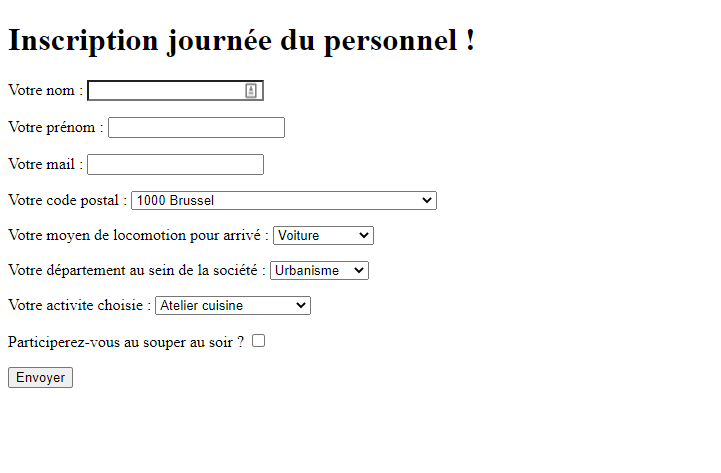 Inscription journée du personnel !
Votre nom :
Votre prénom :
Votre mail :
Votre code postal : 1000 Brussel
Votre moyen de locomotion pour arrivé : Voiture
Votre département au sein de la société : Urbanisme
Votre activite choisie : Atelier cuisine
Participerez-vous au souper au soir ?
Envoyer